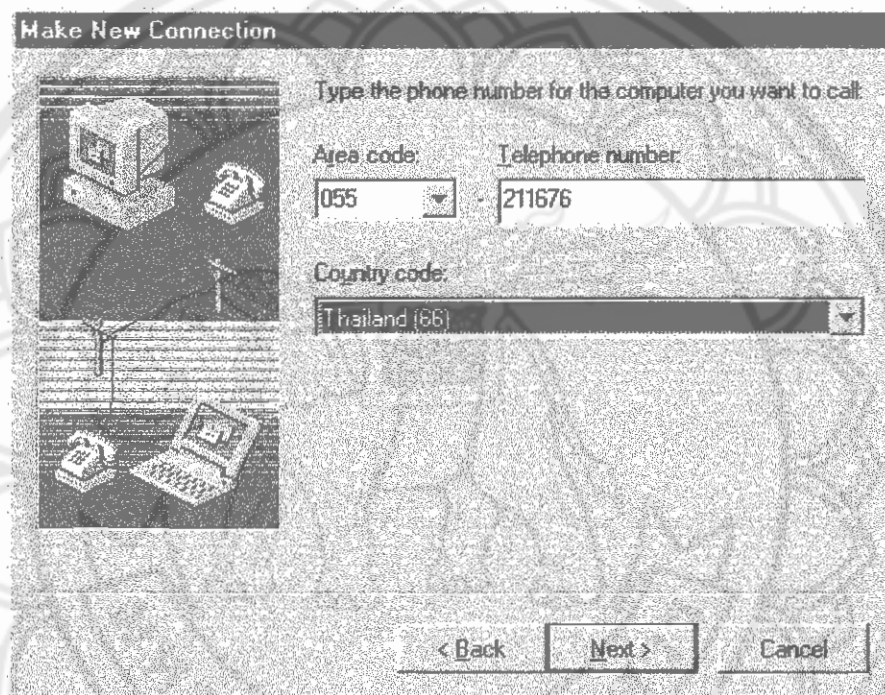 Make New Connection
Type the phone number for the computer you want to call:
Area code:
Telephone number:
055 - 211676
Country code:
Thailand (66)
< Back
Next >
Cancel